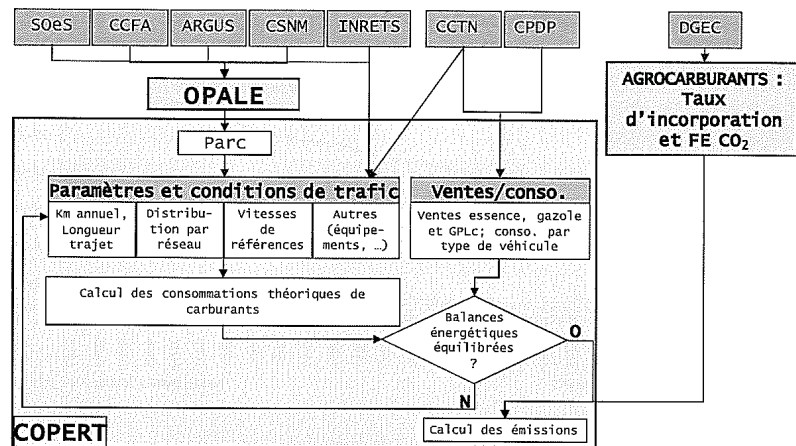 SOeS
CCFA
ARGUS
CSNM
INRETS
CCTN
CPDP
DGEC
OPALE
AGROCARBURANTS :
Taux
d'incorporation
et FE CO₂
Parc
Paramètres et conditions de trafic
Km annuel,
Longueur
trajet
Distribu-
tion par
réseau
Vitesses
de
références
Autres
(équipe-
ments, …)
Ventes/conso.
Ventes essence, gazole
et GPLc; conso. par
type de véhicule
Calcul des consommations théoriques de
carburants
Balances
énergétiques
équilibrées
?
O
N
Calcul des émissions
COPERT